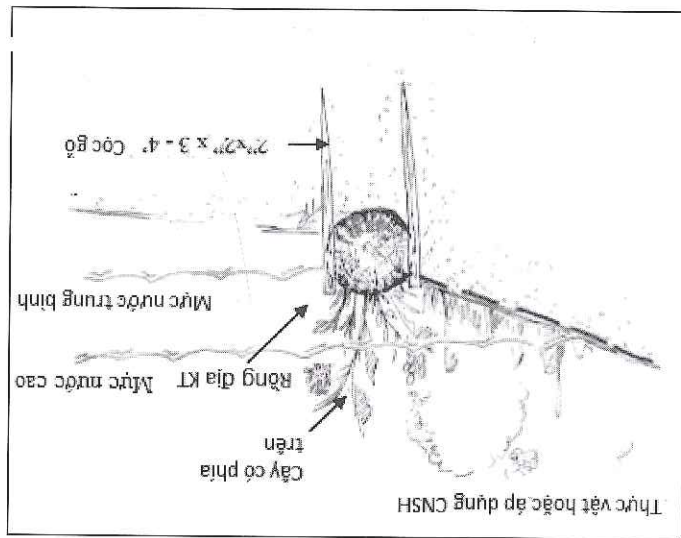 Thực vật hoặc áp dụng CNSH
Cây cỏ phía
trên
Rồng địa KT
Mực nước cao
Mực nước trung bình
2"x2" x 3 - 4' Cọc gỗ